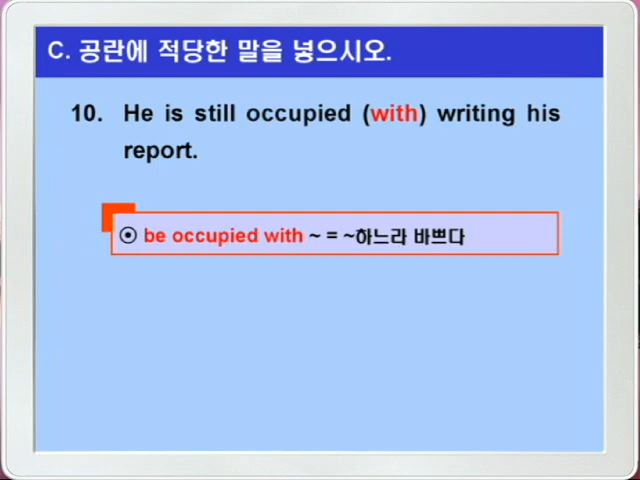 C. 공란에 적당한 말을 넣으시오.
10. He is still occupied (with) writing his
report.
⊙ be occupied with ~ = ~하느라 바쁘다